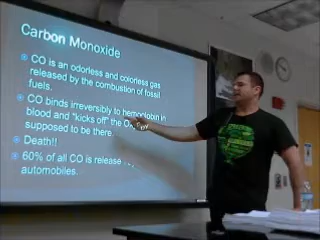 Carbon Monoxide
CO is an odorless and colorless gas
released by the combustion of fossil
fuels.
CO binds irreversibly to hemoglobin in
blood and "kicks off" the
supposed to be there.
Death!!
60% of all CO is release
automobiles.